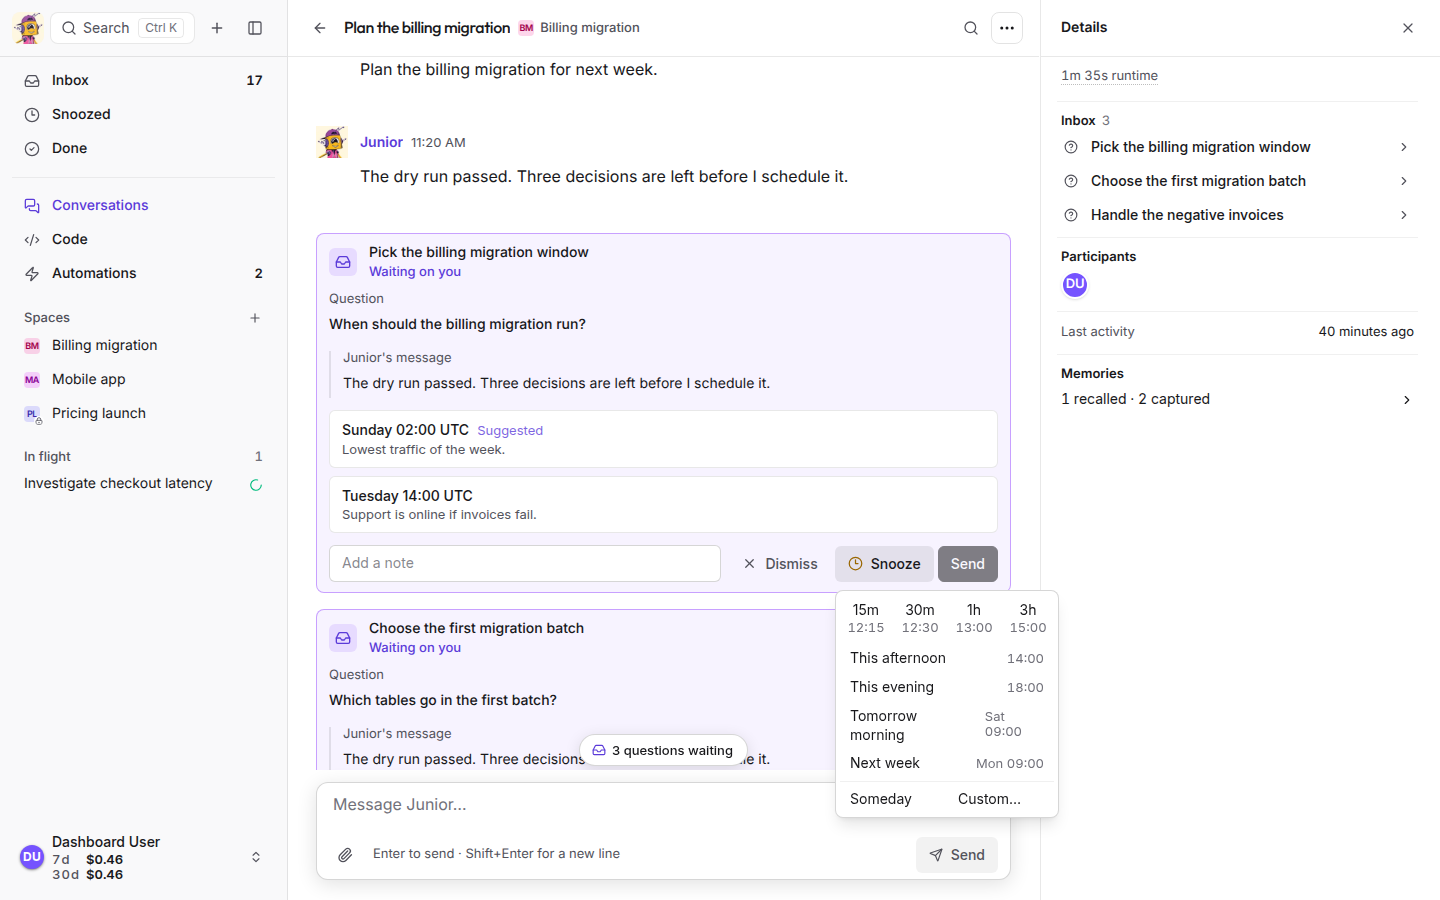 Search Ctrl K
Inbox 17
Snoozed
Done
Conversations
Code
Automations 2
Spaces
BM Billing migration
MA Mobile app
PL Pricing launch
In flight 1
Investigate checkout latency
DU Dashboard User
7d $0.46
30d $0.46
Plan the billing migration BM Billing migration
Plan the billing migration for next week.
Junior 11:20 AM
The dry run passed. Three decisions are left before I schedule it.
Pick the billing migration window
Waiting on you
Question
When should the billing migration run?
Junior's message
The dry run passed. Three decisions are left before I schedule it.
Sunday 02:00 UTC Suggested
Lowest traffic of the week.
Tuesday 14:00 UTC
Support is online if invoices fail.
Add a note Dismiss Snooze Send
15m 30m 1h 3h
12:15 12:30 13:00 15:00
This afternoon 14:00
This evening 18:00
Tomorrow morning Sat 09:00
Next week Mon 09:00
Someday Custom...
Choose the first migration batch
Waiting on you
Question
Which tables go in the first batch?
Junior's message
The dry run passed. Three decisions le it.
3 questions waiting
Message Junior...
Enter to send · Shift+Enter for a new line Send
Details
1m 35s runtime
Inbox 3
Pick the billing migration window
Choose the first migration batch
Handle the negative invoices
Participants
DU
Last activity 40 minutes ago
Memories
1 recalled · 2 captured